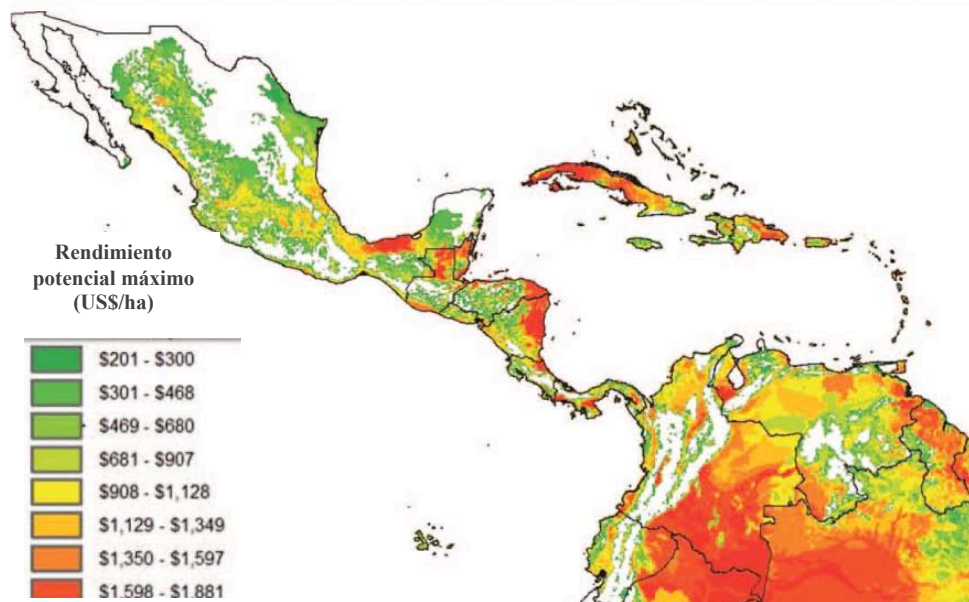 Rendimiento
potencial máximo
(US$/ha)
$201 - $300
$301 - $468
$469 - $680
$681 - $907
$908 - $1,128
$1,129 - $1,349
$1,350 - $1,597
$1,598 - $1,881